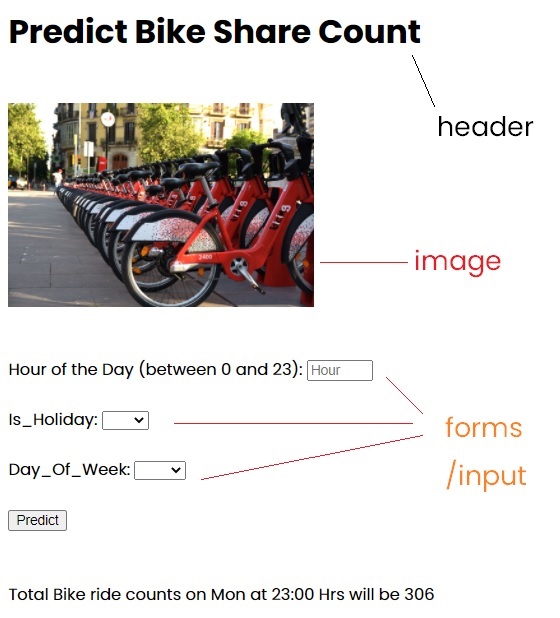 Predict Bike Share Count
header
3400
image
Hour of the Day (between 0 and 23): Hour
Is_Holiday:
forms
Day_Of_Week:
/input
Predict
Total Bike ride counts on Mon at 23:00 Hrs will be 306